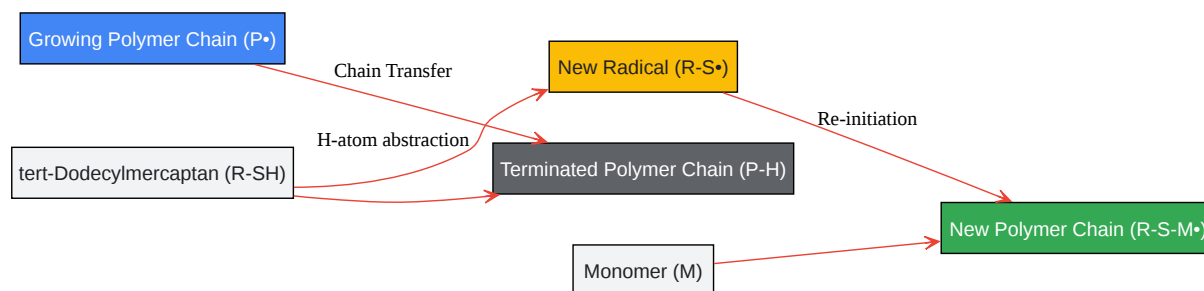 Growing Polymer Chain (P•)
Chain Transfer
New Radical (R-S•)
Re-initiation
H-atom abstraction
tert-Dodecylmercaptan (R-SH)
Terminated Polymer Chain (P-H)
New Polymer Chain (R-S-M•)
Monomer (M)